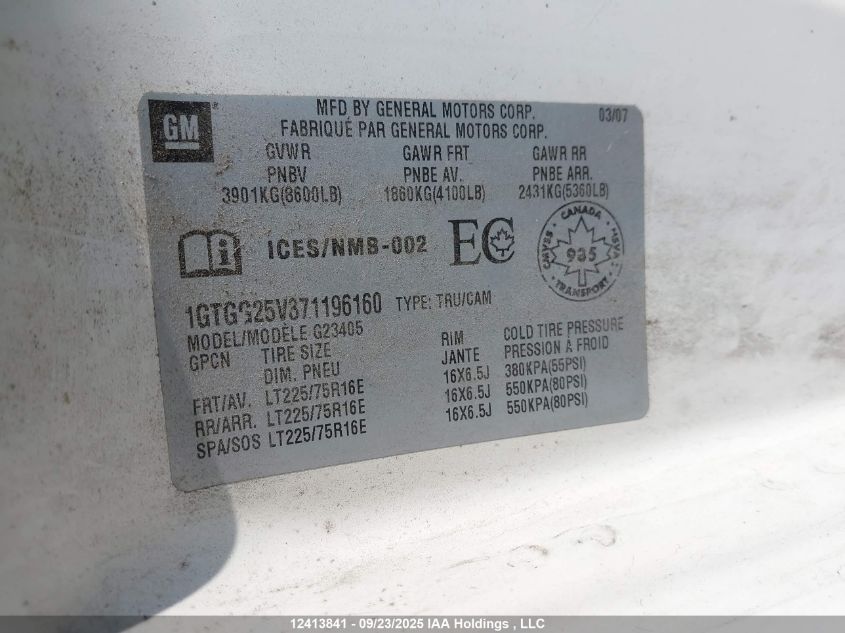 GM
MFD BY GENERAL MOTORS CORP. 03/07
FABRIQUÉ PAR GENERAL MOTORS CORP.
GVWR GAWR FRT GAWR RR
PNBV PNBE AV. PNBE ARR.
3901KG(8600LB) 1860KG(4100LB) 2431KG(5360LB)
ICES/NMB-002 EC
CANADA
SVAC/NSVAM
935
TRANSPORT
1GTGG25V371196160 TYPE: TRU/CAM
MODEL/MODÈLE G23405
GPCN TIRE SIZE RIM COLD TIRE PRESSURE
DIM. PNEU JANTE PRESSION À FROID
FRT/AV. LT225/75R16E 16X6.5J 380KPA(55PSI)
RR/ARR. LT225/75R16E 16X6.5J 550KPA(80PSI)
SPA/SOS LT225/75R16E 16X6.5J 550KPA(80PSI)
12413841 - 09/23/2025 IAA Holdings , LLC